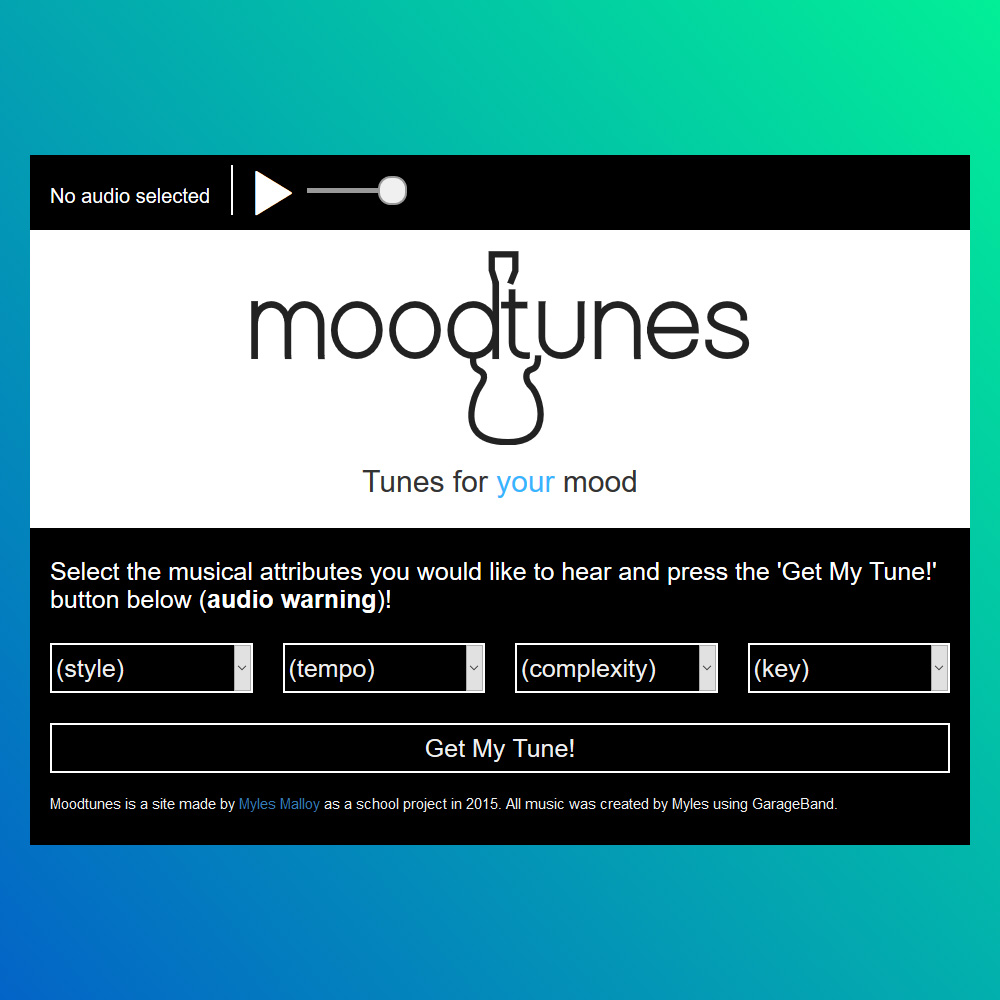 No audio selected
moodtunes
Tunes for your mood
Select the musical attributes you would like to hear and press the 'Get My Tune!'
button below (audio warning)!
(style) (tempo) (complexity) (key)
Get My Tune!
Moodtunes is a site made by Myles Malloy as a school project in 2015. All music was created by Myles using GarageBand.